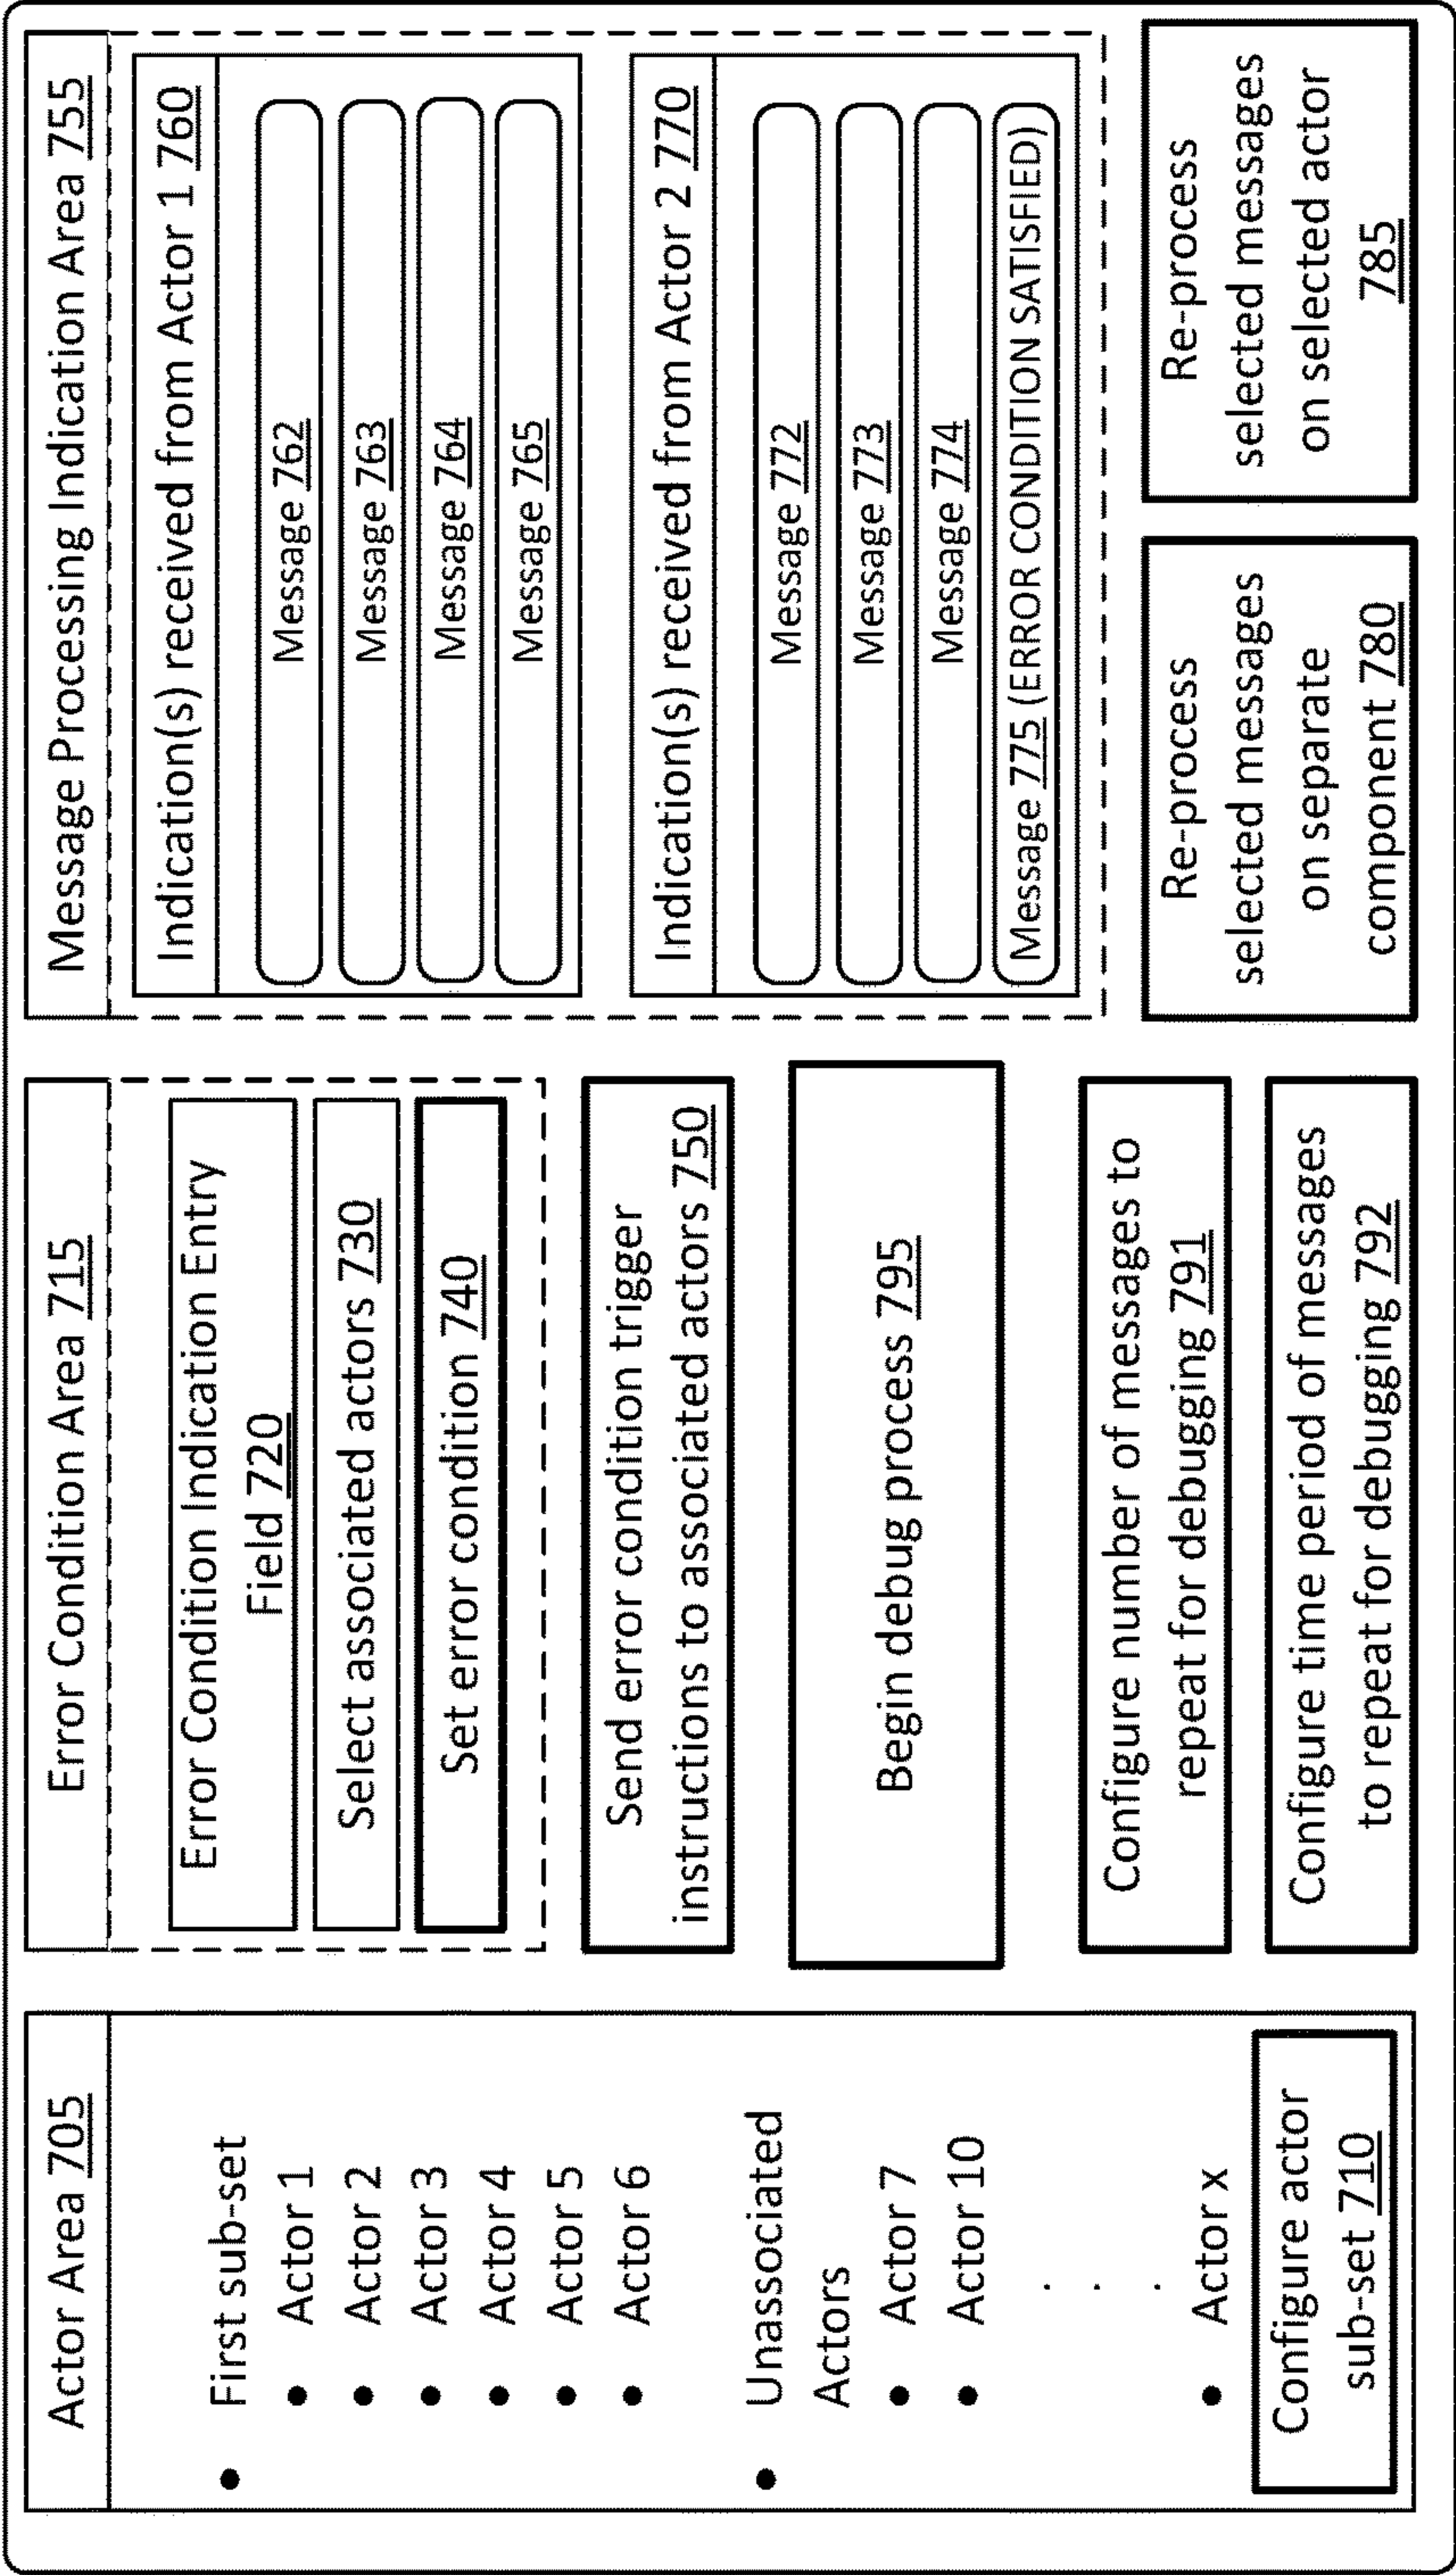 Actor Area 705
• First sub-set
• Actor 1
• Actor 2
• Actor 3
• Actor 4
• Actor 5
• Actor 6
• Unassociated
Actors
• Actor 7
• Actor 10
.
.
.
• Actor x
Configure actor
sub-set 710
Error Condition Area 715
Error Condition Indication Entry
Field 720
Select associated actors 730
Set error condition 740
Send error condition trigger
instructions to associated actors 750
Begin debug process 795
Configure number of messages to
repeat for debugging 791
Configure time period of messages
to repeat for debugging 792
Message Processing Indication Area 755
Indication(s) received from Actor 1 760
Message 762
Message 763
Message 764
Message 765
Indication(s) received from Actor 2 770
Message 772
Message 773
Message 774
Message 775 (ERROR CONDITION SATISFIED)
Re-process
selected messages
on separate
component 780
Re-process
selected messages
on selected actor
785